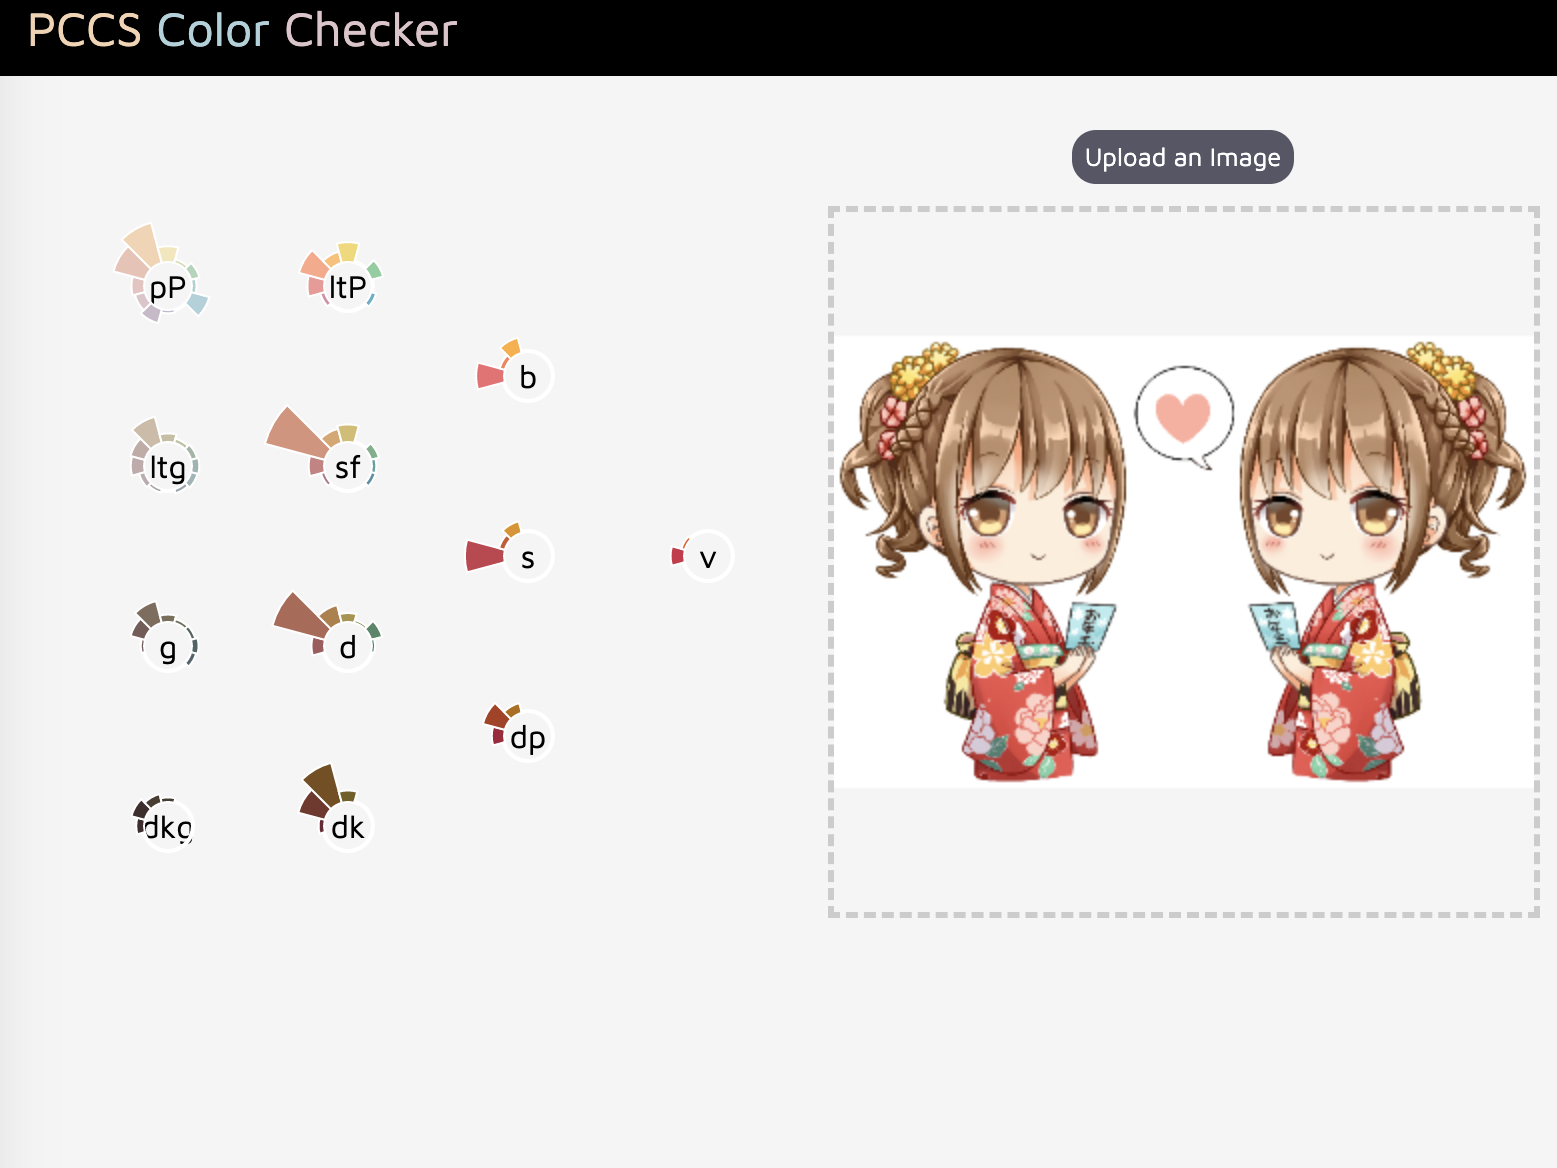 PCCS Color Checker
Upload an Image
pP
ltP
b
ltg
sf
s
v
g
d
dp
dkg
dk